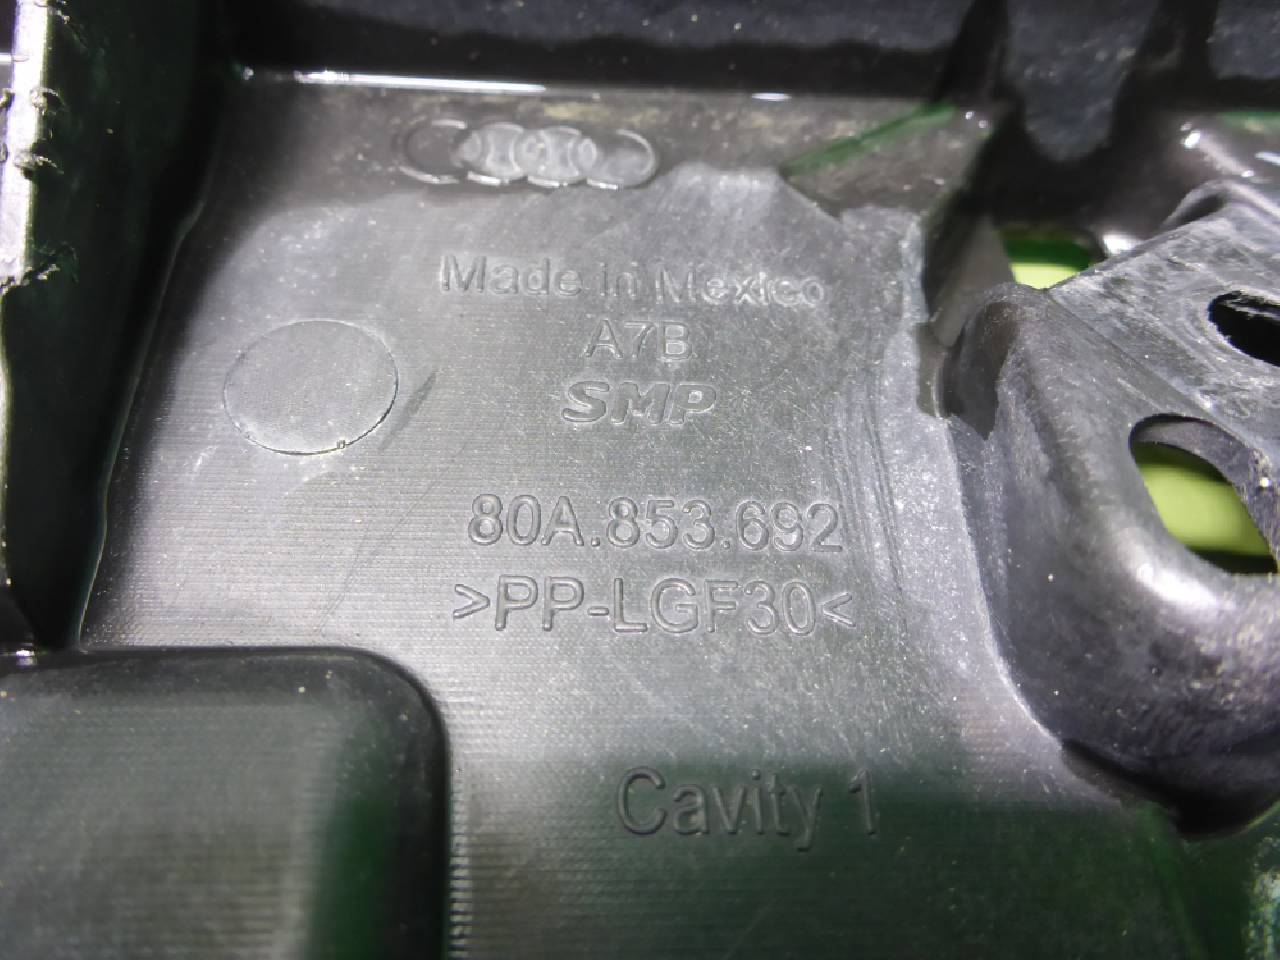 Made in Mexico
A7B
SMP
80A.853.692
>PP-LGF30<
Cavity 1